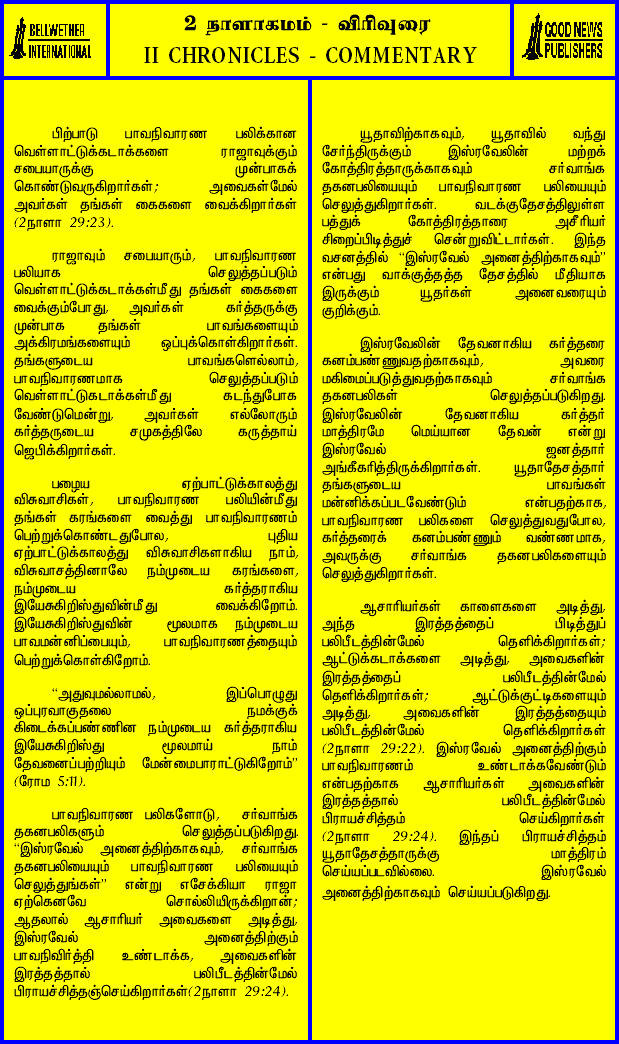 BELLWETHER
INTERNATIONAL
2 நாளாகமம் - விரிவுரை
II CHRONICLES - COMMENTARY
GOOD NEWS
PUBLISHERS
பிற்பாடு பாவநிவாரண பலிக்கான
வெள்ளாட்டுக்கடாக்களை ராஜாவுக்கும்
சபையாருக்கு முன்பாகக்
கொண்டுவருகிறார்கள்; அவைகள்மேல்
அவர்கள் தங்கள் கைகளை வைக்கிறார்கள்
(2நாளா 29:23).
ராஜாவும் சபையாரும், பாவநிவாரண
பலியாக செலுத்தப்படும்
வெள்ளாட்டுக்கடாக்கள்மீது தங்கள் கைகளை
வைக்கும்போது, அவர்கள் கர்த்தருக்கு
முன்பாக தங்கள் பாவங்களையும்
அக்கிரமங்களையும் ஒப்புக்கொள்கிறார்கள்.
தங்களுடைய பாவங்களெல்லாம்,
பாவநிவாரணமாக செலுத்தப்படும்
வெள்ளாட்டுகடாக்கள்மீது கடந்துபோக
வேண்டுமென்று, அவர்கள் எல்லோரும்
கர்த்தருடைய சமுகத்திலே கருத்தாய்
ஜெபிக்கிறார்கள்.
பழைய ஏற்பாட்டுக்காலத்து
விசுவாசிகள், பாவநிவாரண பலியின்மீது
தங்கள் கரங்களை வைத்து பாவநிவாரணம்
பெற்றுக்கொண்டதுபோல, புதிய
ஏற்பாட்டுக்காலத்து விசுவாசிகளாகிய நாம்,
விசுவாசத்தினாலே நம்முடைய கரங்களை,
நம்முடைய கர்த்தராகிய
இயேசுகிறிஸ்துவின்மீது வைக்கிறோம்.
இயேசுகிறிஸ்துவின் மூலமாக நம்முடைய
பாவமன்னிப்பையும், பாவநிவாரணத்தையும்
பெற்றுக்கொள்கிறோம்.
“அதுவுமல்லாமல், இப்பொழுது
ஒப்புரவாகுதலை நமக்குக்
கிடைக்கப்பண்ணின நம்முடைய கர்த்தராகிய
இயேசுகிறிஸ்து மூலமாய் நாம்
தேவனைப்பற்றியும் மேன்மைபாராட்டுகிறோம்”
(ரோம 5:11).
பாவநிவாரண பலிகளோடு, சர்வாங்க
தகனபலிகளும் செலுத்தப்படுகிறது.
“இஸ்ரவேல் அனைத்திற்காகவும், சர்வாங்க
தகனபலியையும் பாவநிவாரண பலியையும்
செலுத்துங்கள்” என்று எசேக்கியா ராஜா
ஏற்கெனவே சொல்லியிருக்கிறான்;
ஆதலால் ஆசாரியர் அவைகளை அடித்து,
இஸ்ரவேல் அனைத்திற்கும்
பாவநிவிர்த்தி உண்டாக்க, அவைகளின்
இரத்தத்தால் பலிபீடத்தின்மேல்
பிராயச்சித்தஞ்செய்கிறார்கள்(2நாளா 29:24).
யூதாவிற்காகவும், யூதாவில் வந்து
சேர்ந்திருக்கும் இஸ்ரவேலின் மற்றக்
கோத்திரத்தாருக்காகவும் சர்வாங்க
தகனபலியையும் பாவநிவாரண பலியையும்
செலுத்துகிறார்கள். வடக்குதேசத்திலுள்ள
பத்துக் கோத்திரத்தாரை அசீரியர்
சிறைப்பிடித்துச் சென்றுவிட்டார்கள். இந்த
வசனத்தில் “இஸ்ரவேல் அனைத்திற்காகவும்”
என்பது வாக்குத்தத்த தேசத்தில் மீதியாக
இருக்கும் யூதர்கள் அனைவரையும்
குறிக்கும்.
இஸ்ரவேலின் தேவனாகிய கர்த்தரை
கனம்பண்ணுவதற்காகவும், அவரை
மகிமைப்படுத்துவதற்காகவும் சர்வாங்க
தகனபலிகள் செலுத்தப்படுகிறது.
இஸ்ரவேலின் தேவனாகிய கர்த்தர்
மாத்திரமே மெய்யான தேவன் என்று
இஸ்ரவேல் ஜனத்தார்
அங்கீகரித்திருக்கிறார்கள். யூதாதேசத்தார்
தங்களுடைய பாவங்கள்
மன்னிக்கப்படவேண்டும் என்பதற்காக,
பாவநிவாரண பலிகளை செலுத்துவதுபோல,
கர்த்தரைக் கனம்பண்ணும் வண்ணமாக,
அவருக்கு சர்வாங்க தகனபலிகளையும்
செலுத்துகிறார்கள்.
ஆசாரியர்கள் காளைகளை அடித்து,
அந்த இரத்தத்தைப் பிடித்துப்
பலிபீடத்தின்மேல் தெளிக்கிறார்கள்;
ஆட்டுக்கடாக்களை அடித்து, அவைகளின்
இரத்தத்தைப் பலிபீடத்தின்மேல்
தெளிக்கிறார்கள்; ஆட்டுக்குட்டிகளையும்
அடித்து, அவைகளின் இரத்தத்தையும்
பலிபீடத்தின்மேல் தெளிக்கிறார்கள்
(2நாளா 29:22). இஸ்ரவேல் அனைத்திற்கும்
பாவநிவாரணம் உண்டாக்கவேண்டும்
என்பதற்காக ஆசாரியர்கள் அவைகளின்
இரத்தத்தால் பலிபீடத்தின்மேல்
பிராயச்சித்தம் செய்கிறார்கள்
(2நாளா 29:24). இந்தப் பிராயச்சித்தம்
யூதாதேசத்தாருக்கு மாத்திரம்
செய்யப்படவில்லை. இஸ்ரவேல்
அனைத்திற்காகவும் செய்யப்படுகிறது.